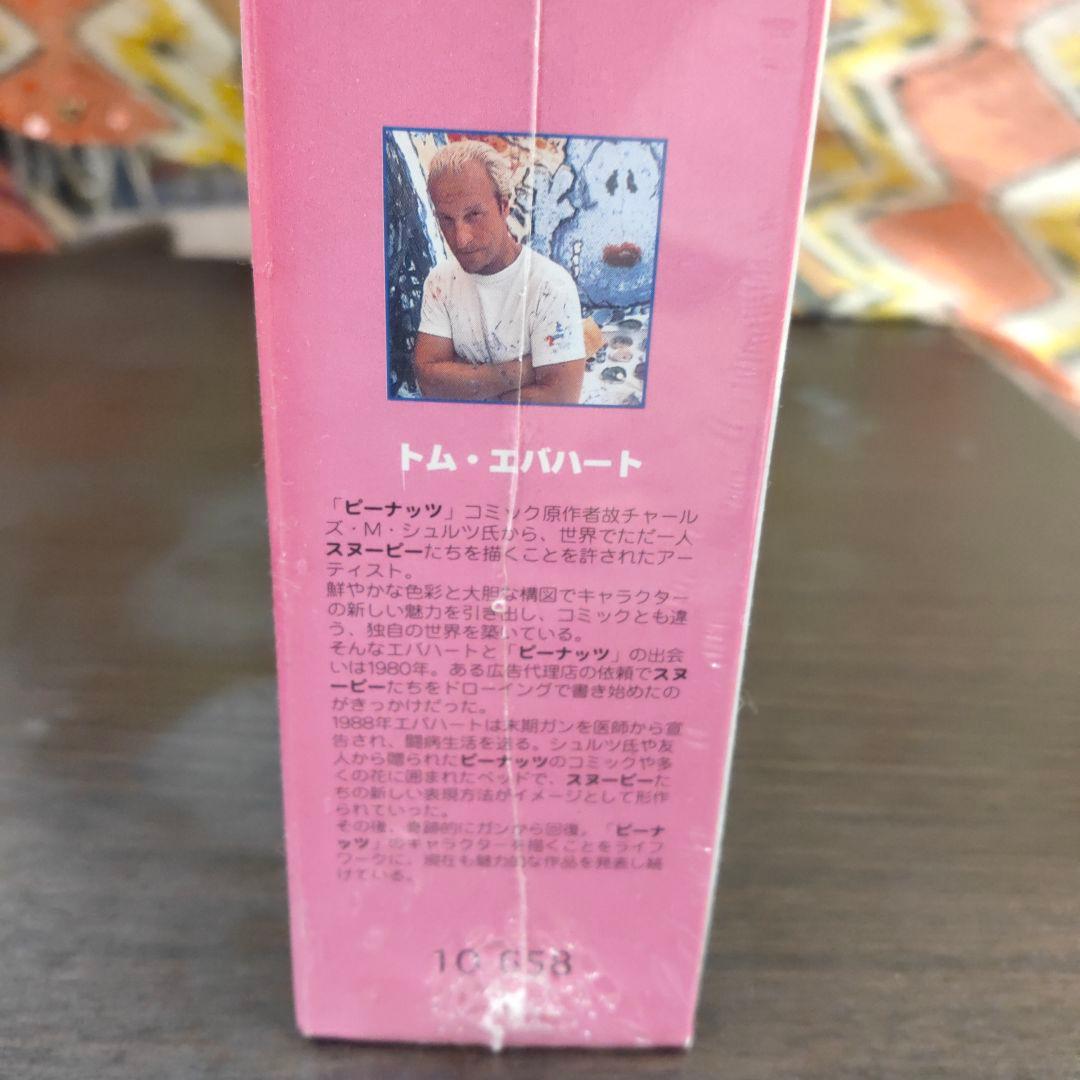 トム・エバハート
「ピーナッツ」コミック原作者故チャール
ズ・M・シュルツ氏から、世界でただ一人
スヌーピーたちを描くことを許されたアー
ティスト。
鮮やかな色彩と大胆な構図でキャラクター
の新しい魅力を引き出し、コミックとも違
う、独自の世界を築いている。
そんなエバハートと「ピーナッツ」の出会
いは1980年。ある広告代理店の依頼でスヌ
ーピーたちをドローイングで書き始めたの
がきっかけだった。
1988年エバハートは末期ガンを医師から宣
告され、闘病生活を送る。シュルツ氏や友
人から贈られたピーナッツのコミックや多
くの花に囲まれたベッドで、スヌーピーた
ちの新しい表現方法がイメージとして形作
られていった。
その後、奇跡的にガンから回復。「ピーナ
ッツ」のキャラクターを描くことをライフ
ワークに、現在も魅力的な作品を発表し続
けている。
10 658